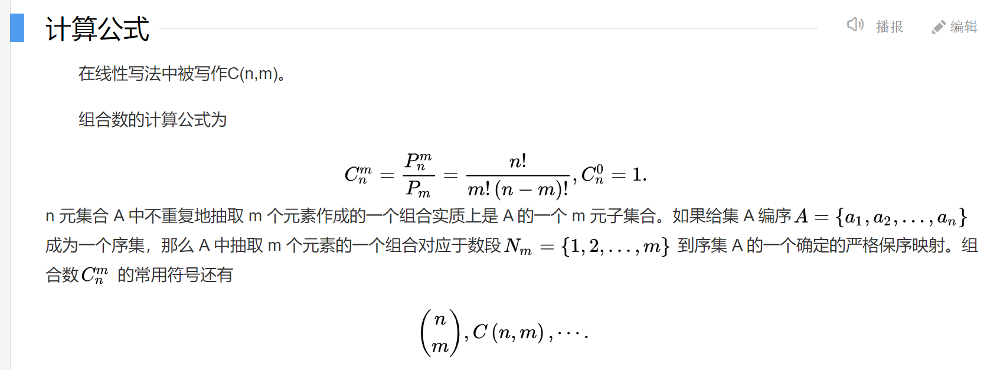 计算公式 播报 编辑
在线性写法中被写作C(n,m)。
组合数的计算公式为
$C_n^m = \frac{P_n^m}{P_m} = \frac{n!}{m!(n-m)!}, C_n^0 = 1.$
n 元集合 A 中不重复地抽取 m 个元素作成的一个组合实质上是 A 的一个 m 元子集合。如果给集 A 编序 $A = \{a_1, a_2, \ldots, a_n\}$
成为一个序集，那么 A 中抽取 m 个元素的一个组合对应于数段 $N_m = \{1, 2, \ldots, m\}$ 到序集 A 的一个确定的严格保序映射。组
合数 $C_n^m$ 的常用符号还有
$\binom{n}{m}, C(n, m), \cdots.$